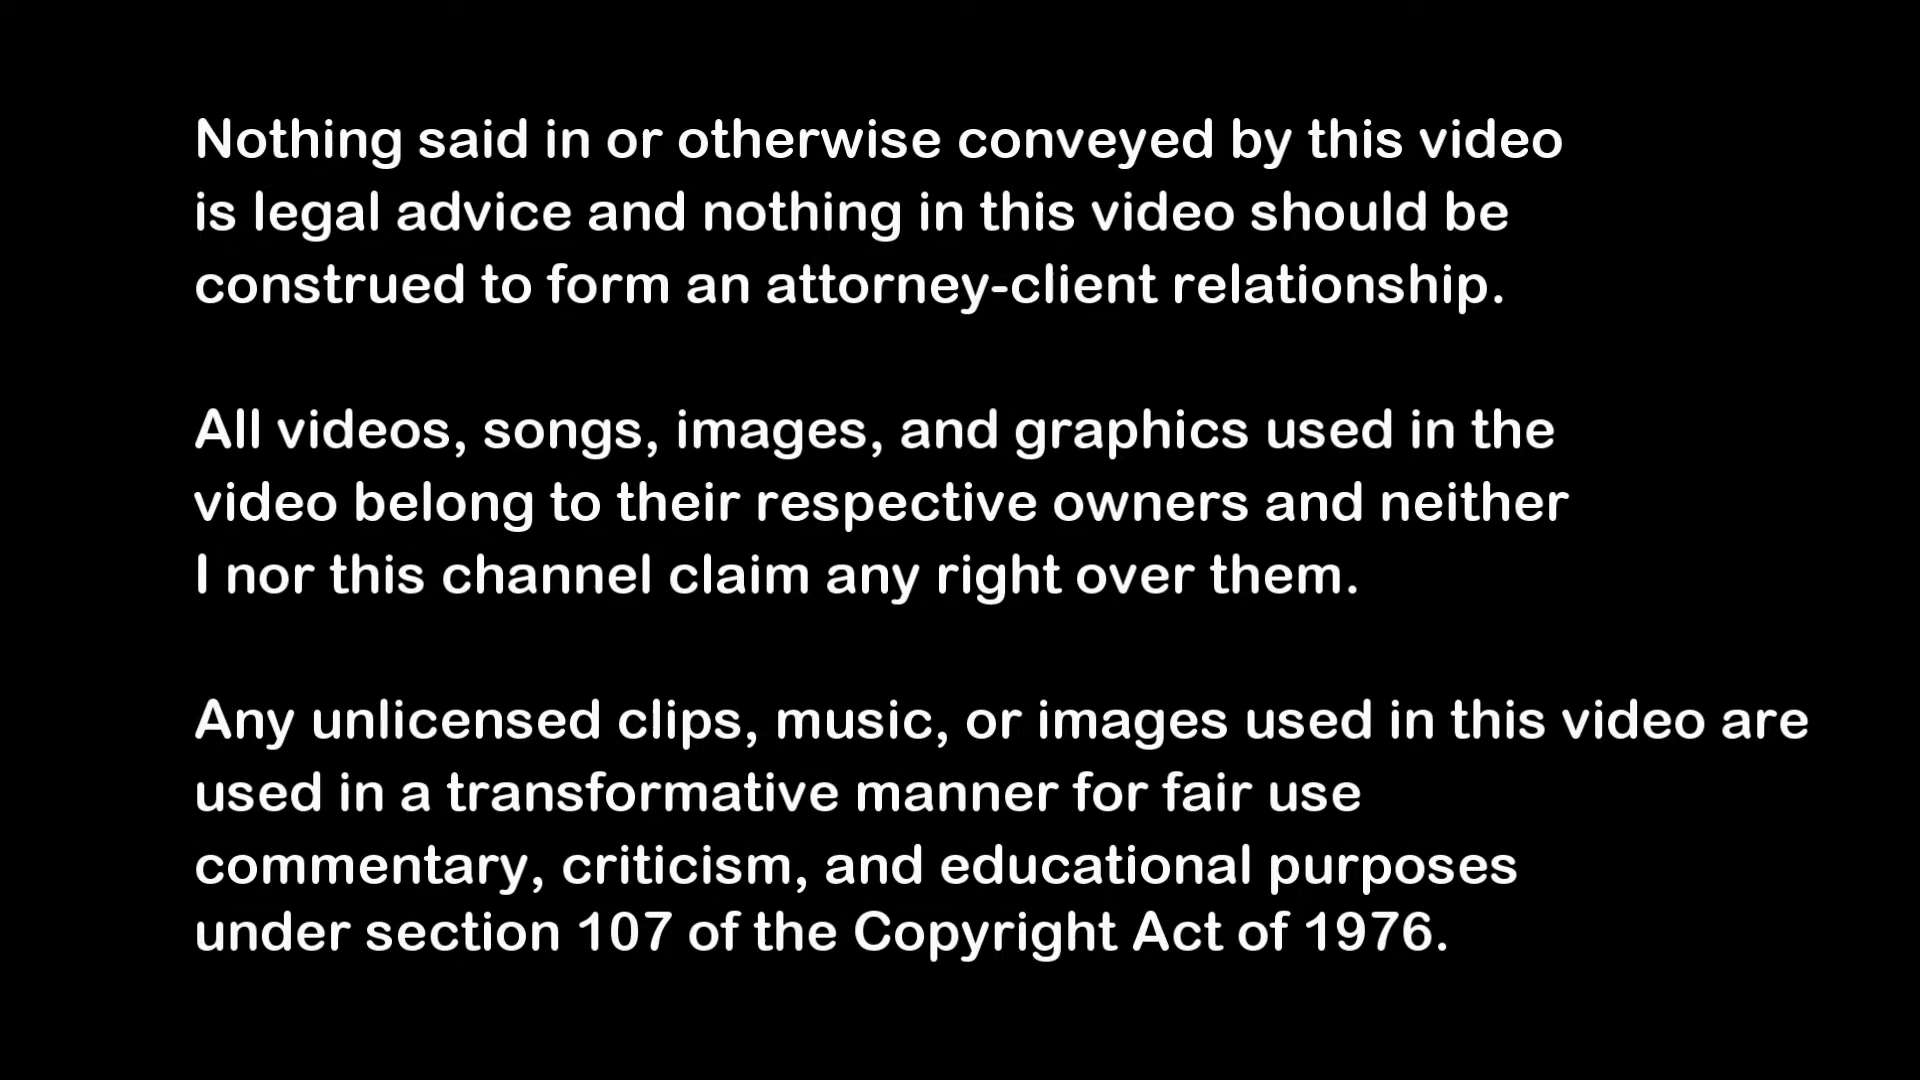 Nothing said in or otherwise conveyed by this video
is legal advice and nothing in this video should be
construed to form an attorney-client relationship.
All videos, songs, images, and graphics used in the
video belong to their respective owners and neither
I nor this channel claim any right over them.
Any unlicensed clips, music, or images used in this video are
used in a transformative manner for fair use
commentary, criticism, and educational purposes
under section 107 of the Copyright Act of 1976.